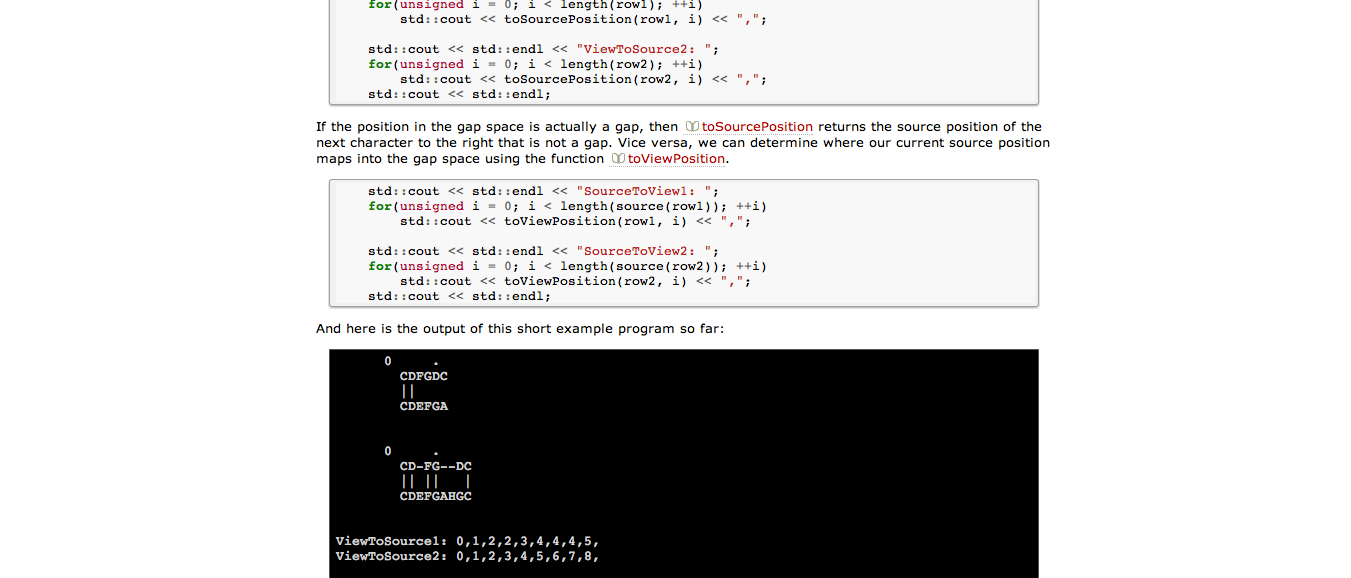 for(unsigned i = 0; i < length(row1); ++i)
std::cout << toSourcePosition(row1, i) << ",";
std::cout << std::endl << "ViewToSource2: ";
for(unsigned i = 0; i < length(row2); ++i)
std::cout << toSourcePosition(row2, i) << ",";
std::cout << std::endl;
If the position in the gap space is actually a gap, then toSourcePosition returns the source position of the
next character to the right that is not a gap. Vice versa, we can determine where our current source position
maps into the gap space using the function toViewPosition.
std::cout << std::endl << "SourceToView1: ";
for(unsigned i = 0; i < length(source(row1)); ++i)
std::cout << toViewPosition(row1, i) << ",";
std::cout << std::endl << "SourceToView2: ";
for(unsigned i = 0; i < length(source(row2)); ++i)
std::cout << toViewPosition(row2, i) << ",";
std::cout << std::endl;
And here is the output of this short example program so far:
0     .
CDFGDC
||
CDEFGA
0     .
CD-FG--DC
|| ||   |
CDEFGAHGC
ViewToSource1: 0,1,2,2,3,4,4,4,5,
ViewToSource2: 0,1,2,3,4,5,6,7,8,